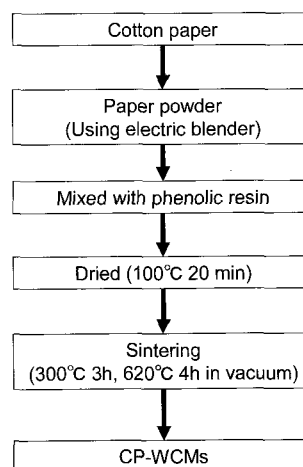 Cotton paper
Paper powder
(Using electric blender)
Mixed with phenolic resin
Dried (100℃ 20 min)
Sintering
(300℃ 3h, 620℃ 4h in vacuum)
CP-WCMs